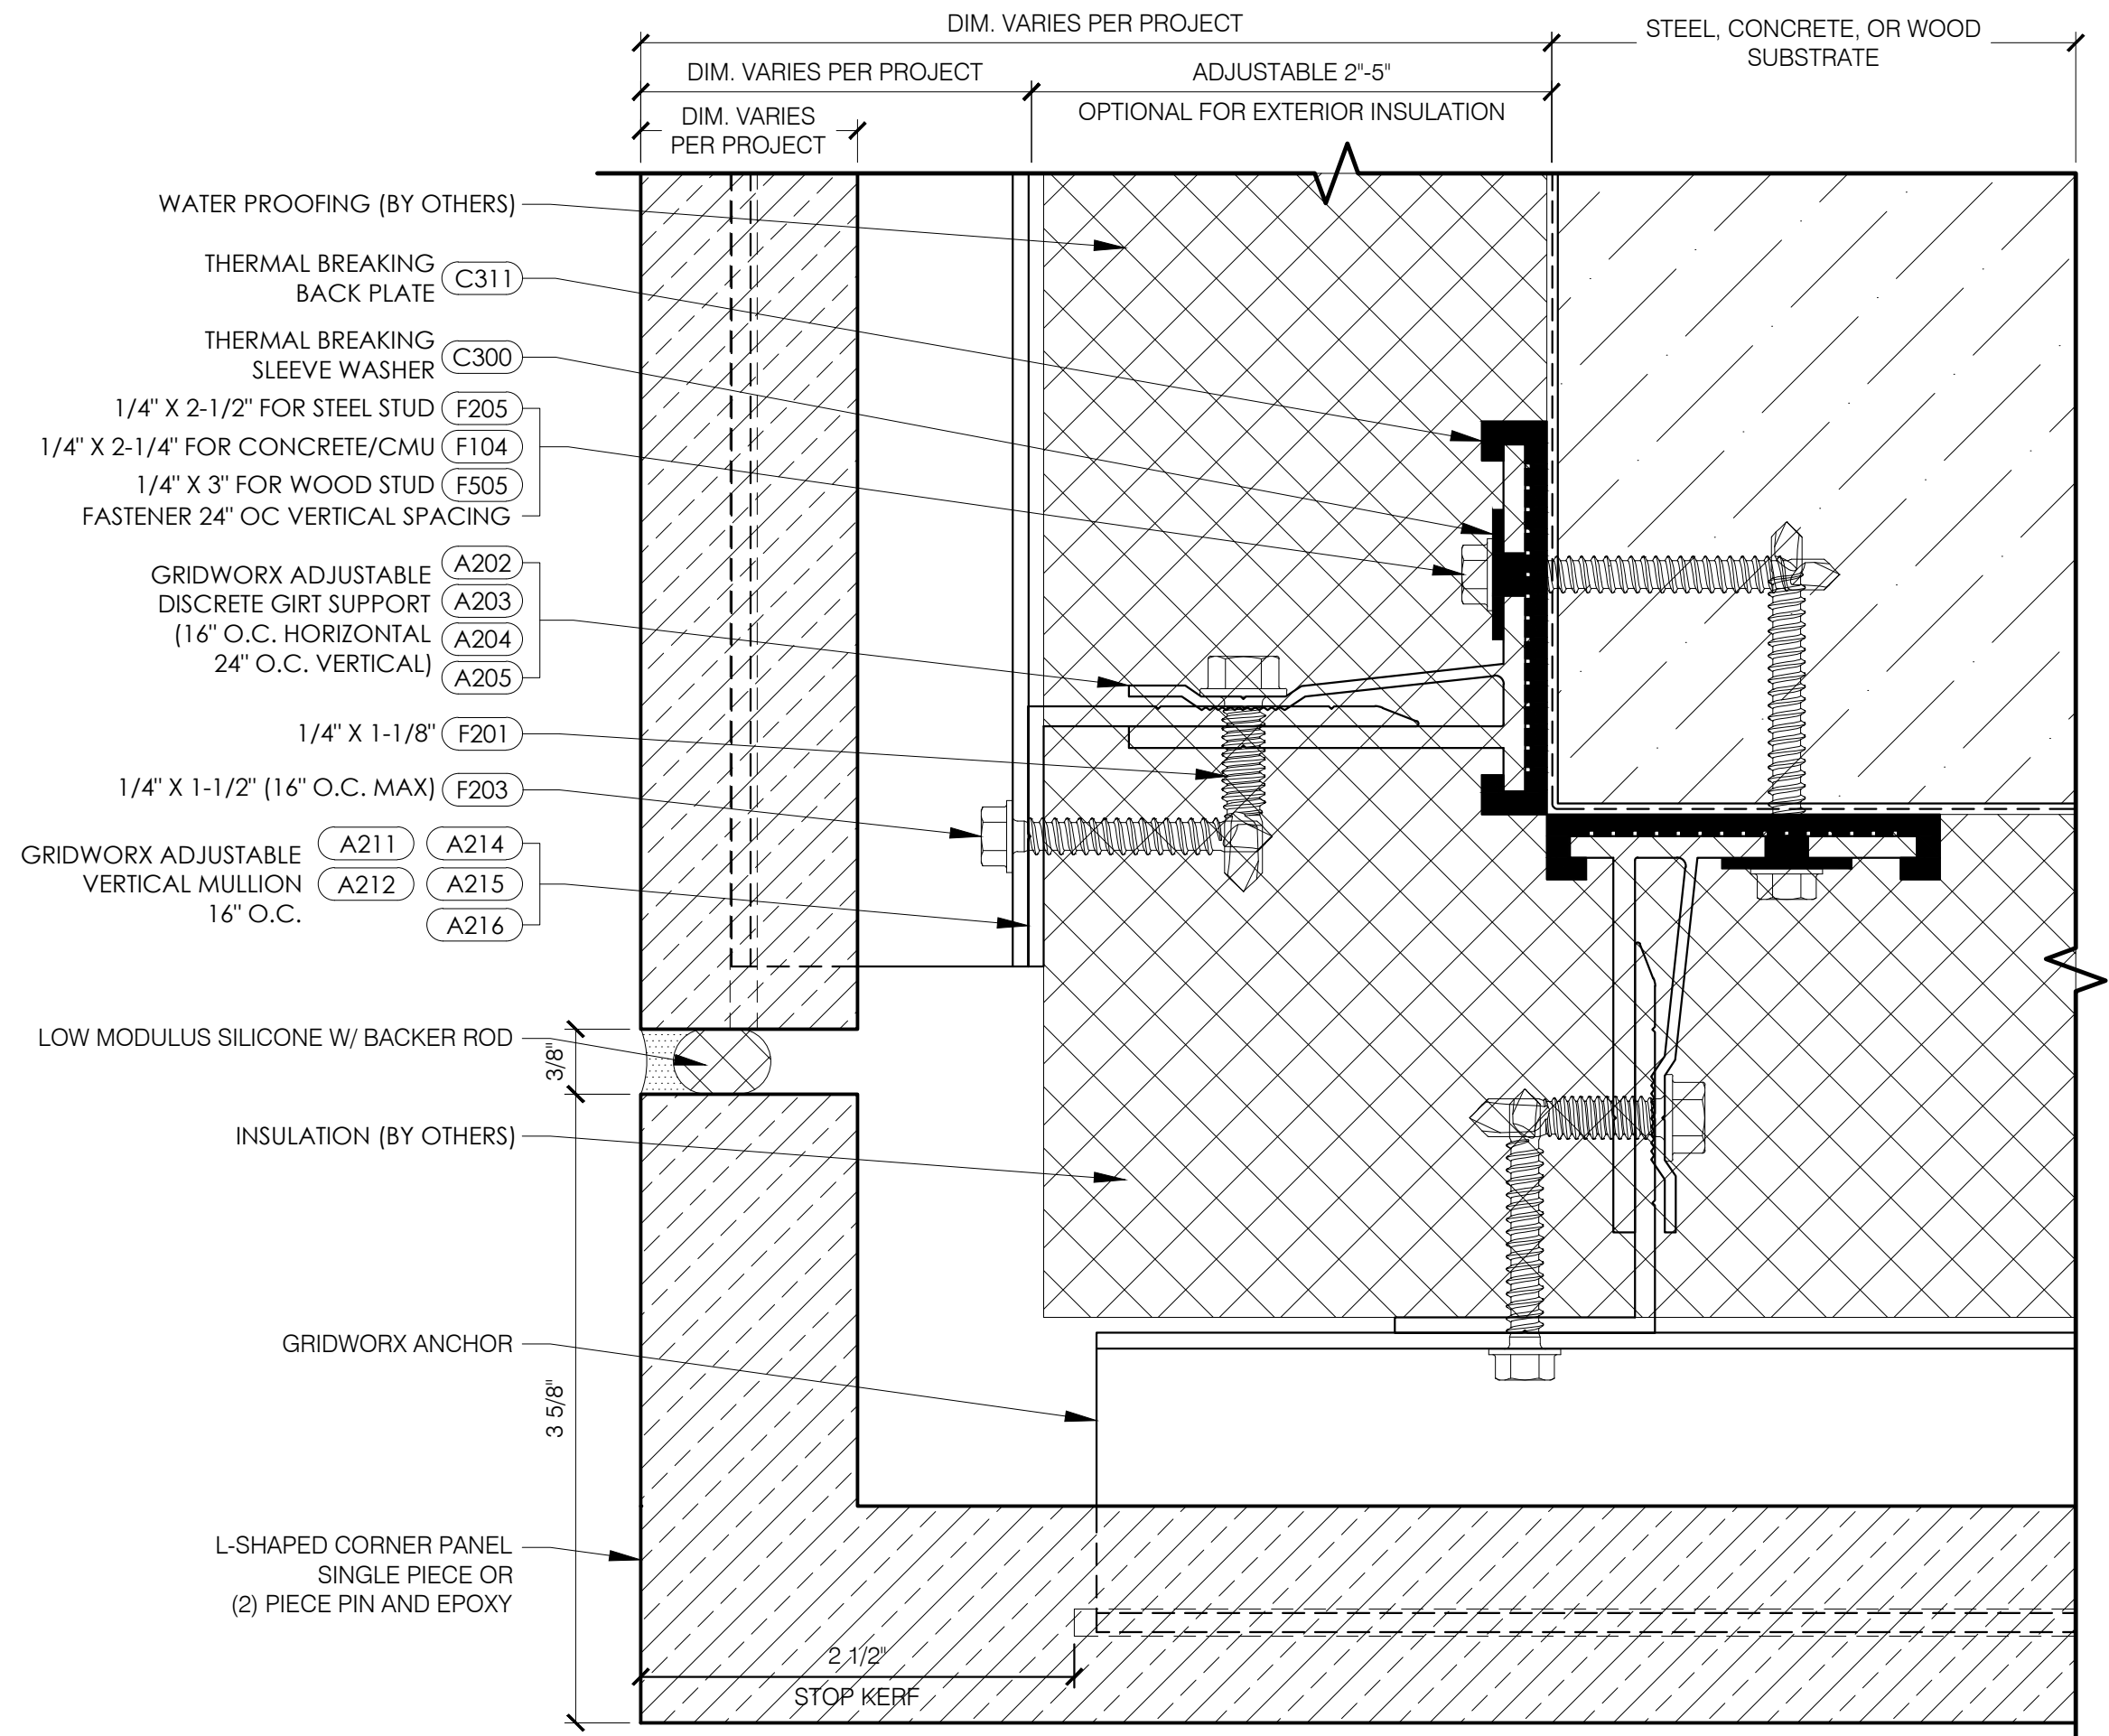 DIM. VARIES PER PROJECT
STEEL, CONCRETE, OR WOOD
SUBSTRATE
DIM. VARIES PER PROJECT
ADJUSTABLE 2"-5"
OPTIONAL FOR EXTERIOR INSULATION
DIM. VARIES
PER PROJECT
WATER PROOFING (BY OTHERS)
THERMAL BREAKING
BACK PLATE
C311
THERMAL BREAKING
SLEEVE WASHER
C300
1/4" X 2-1/2" FOR STEEL STUD F205
1/4" X 2-1/4" FOR CONCRETE/CMU F104
1/4" X 3" FOR WOOD STUD F505
FASTENER 24" OC VERTICAL SPACING
GRIDWORX ADJUSTABLE
DISCRETE GIRT SUPPORT
(16" O.C. HORIZONTAL
24" O.C. VERTICAL)
A202
A203
A204
A205
1/4" X 1-1/8" F201
1/4" X 1-1/2" (16" O.C. MAX) F203
GRIDWORX ADJUSTABLE
VERTICAL MULLION
16" O.C.
A211 A214
A212 A215
A216
LOW MODULUS SILICONE W/ BACKER ROD
3/8"
INSULATION (BY OTHERS)
GRIDWORX ANCHOR
3 5/8"
L-SHAPED CORNER PANEL
SINGLE PIECE OR
(2) PIECE PIN AND EPOXY
2 1/2"
STOP KERF